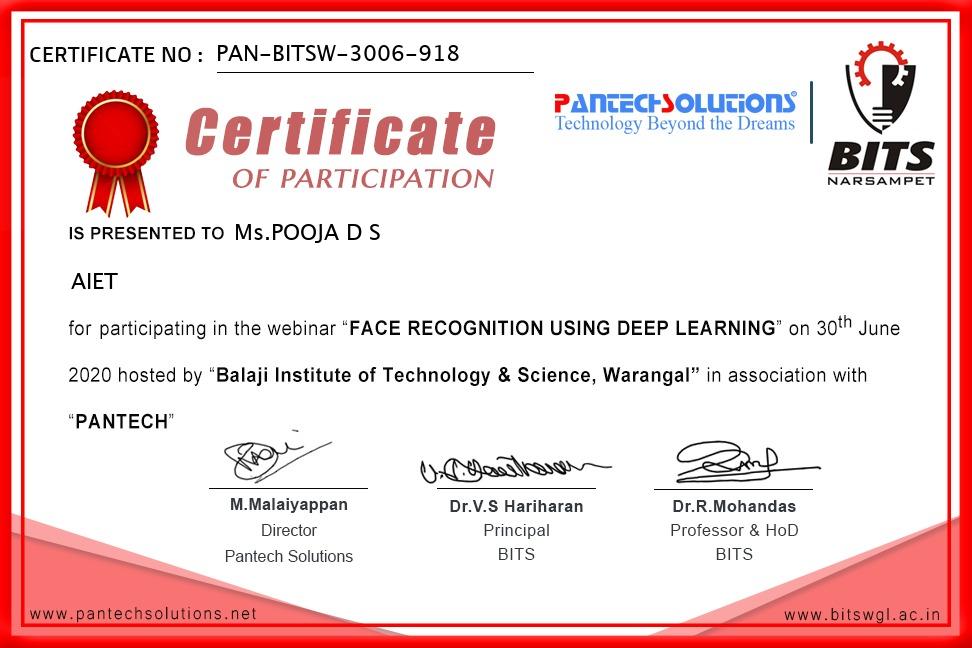 CERTIFICATE NO : PAN-BITSW-3006-918
PANTECHSOLUTIONS®
Technology Beyond the Dreams
BITS
NARSAMPET
Certificate
OF PARTICIPATION
IS PRESENTED TO Ms.POOJA D S
AIET
for participating in the webinar “FACE RECOGNITION USING DEEP LEARNING” on 30th June
2020 hosted by “Balaji Institute of Technology & Science, Warangal” in association with
“PANTECH”
M.Malaiyappan
Director
Pantech Solutions
Dr.V.S Hariharan
Principal
BITS
Dr.R.Mohandas
Professor & HoD
BITS
www.pantechsolutions.net
www.bitswgl.ac.in